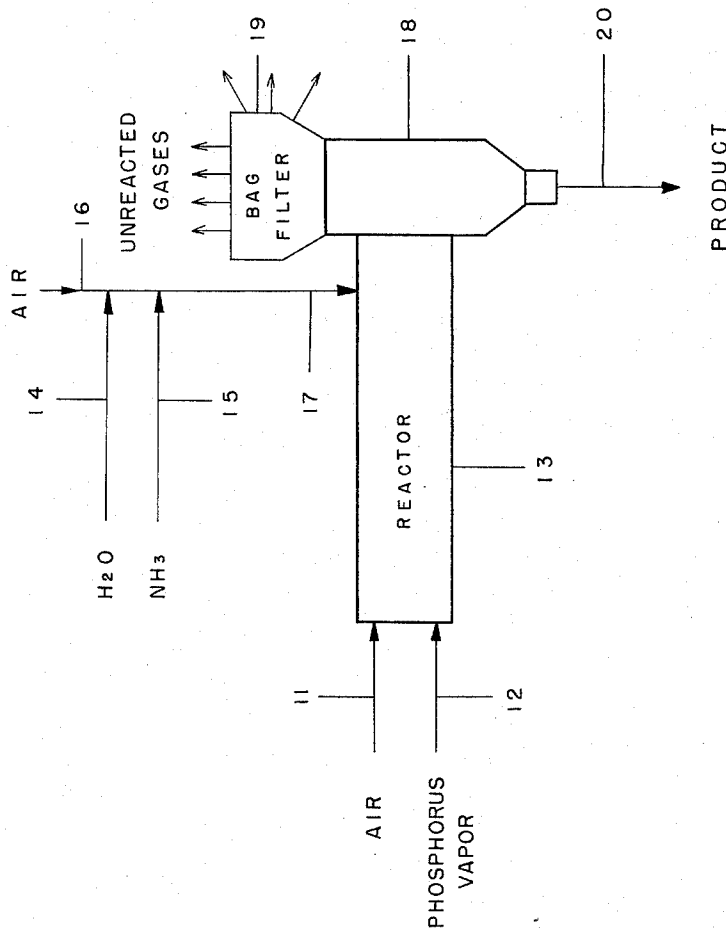 AIR
16
UNREACTED
GASES
19
14
H2O
NH3
15
17
BAG
FILTER
18
REACTOR
13
20
PRODUCT
11
AIR
PHOSPHORUS
VAPOR
12